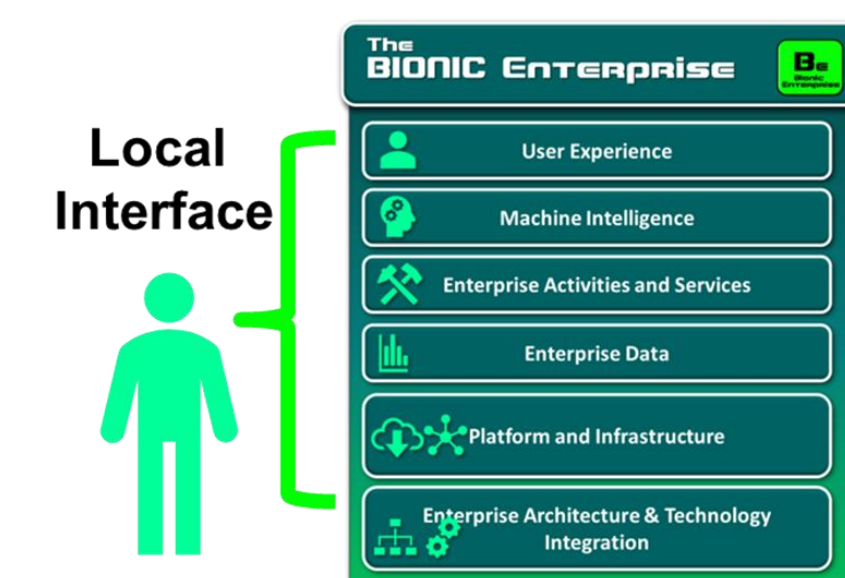 The
BIONIC Enterprise
Be
Bionic
Enterprise
Local
Interface
User Experience
Machine Intelligence
Enterprise Activities and Services
Enterprise Data
Platform and Infrastructure
Enterprise Architecture & Technology
Integration